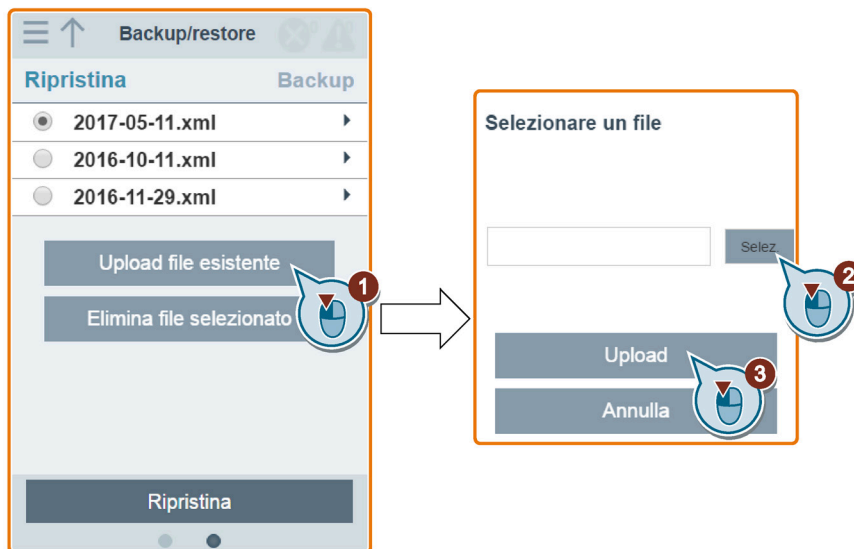 Backup/restore
Ripristina Backup
2017-05-11.xml
2016-10-11.xml
2016-11-29.xml
Upload file esistente
1
Elimina file selezionato
Ripristina
Selezionare un file
Selez.
2
Upload
3
Annulla